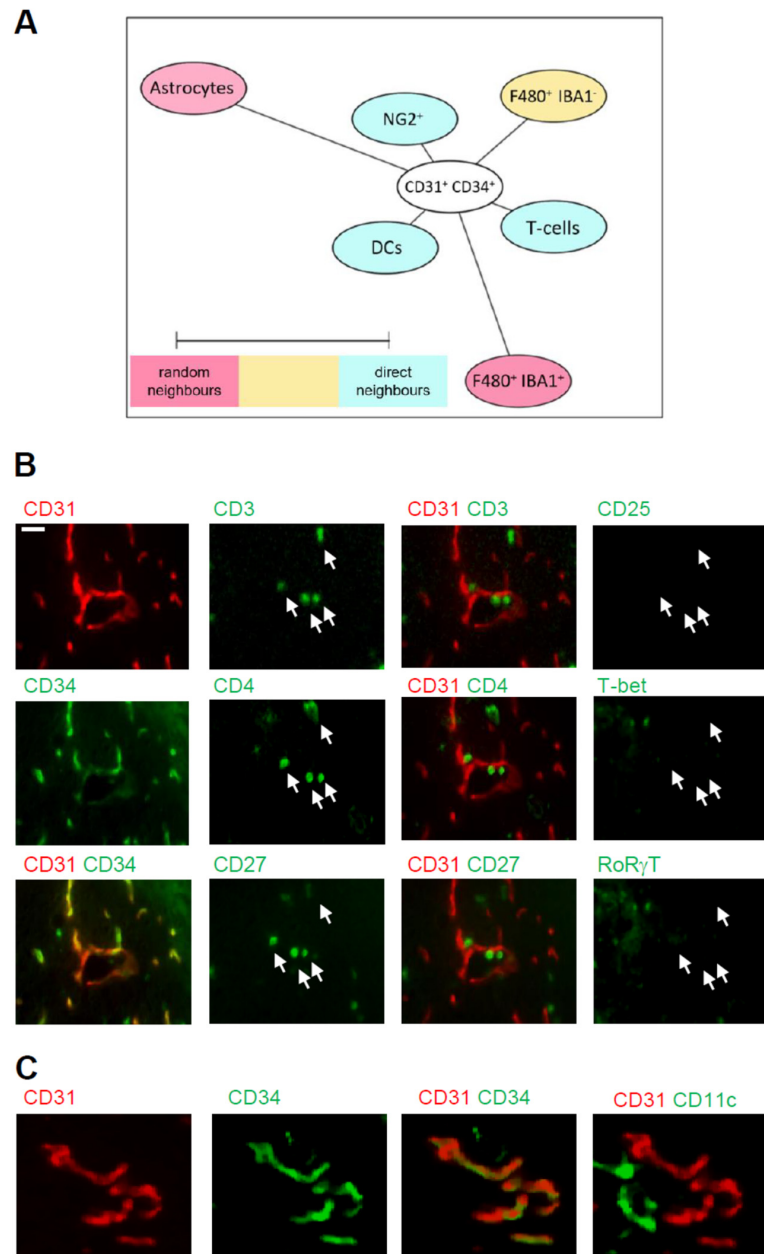 A
Astrocytes
F480⁺ IBA1⁻
NG2⁺
CD31⁺ CD34⁺
DCs
T-cells
random
neighbours
direct
neighbours
F480⁺ IBA1⁺
B
CD31
CD3
CD31 CD3
CD25
CD34
CD4
CD31 CD4
T-bet
CD31 CD34
CD27
CD31 CD27
RoRγT
C
CD31
CD34
CD31 CD34
CD31 CD11c